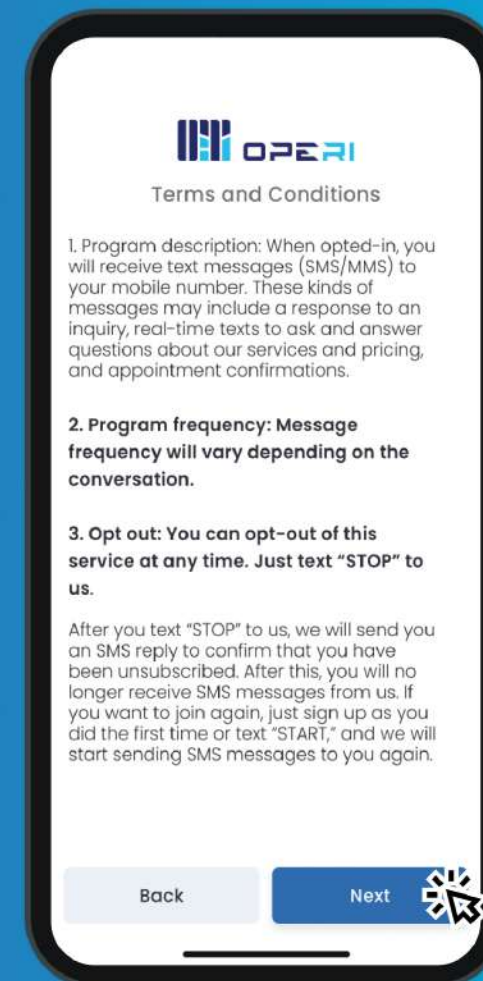 OPERI
Terms and Conditions
1. Program description: When opted-in, you
will receive text messages (SMS/MMS) to
your mobile number. These kinds of
messages may include a response to an
inquiry, real-time texts to ask and answer
questions about our services and pricing,
and appointment confirmations.
2. Program frequency: Message
frequency will vary depending on the
conversation.
3. Opt out: You can opt-out of this
service at any time. Just text “STOP” to
us.
After you text “STOP” to us, we will send you
an SMS reply to confirm that you have
been unsubscribed. After this, you will no
longer receive SMS messages from us. If
you want to join again, just sign up as you
did the first time or text “START,” and we will
start sending SMS messages to you again.
Back
Next